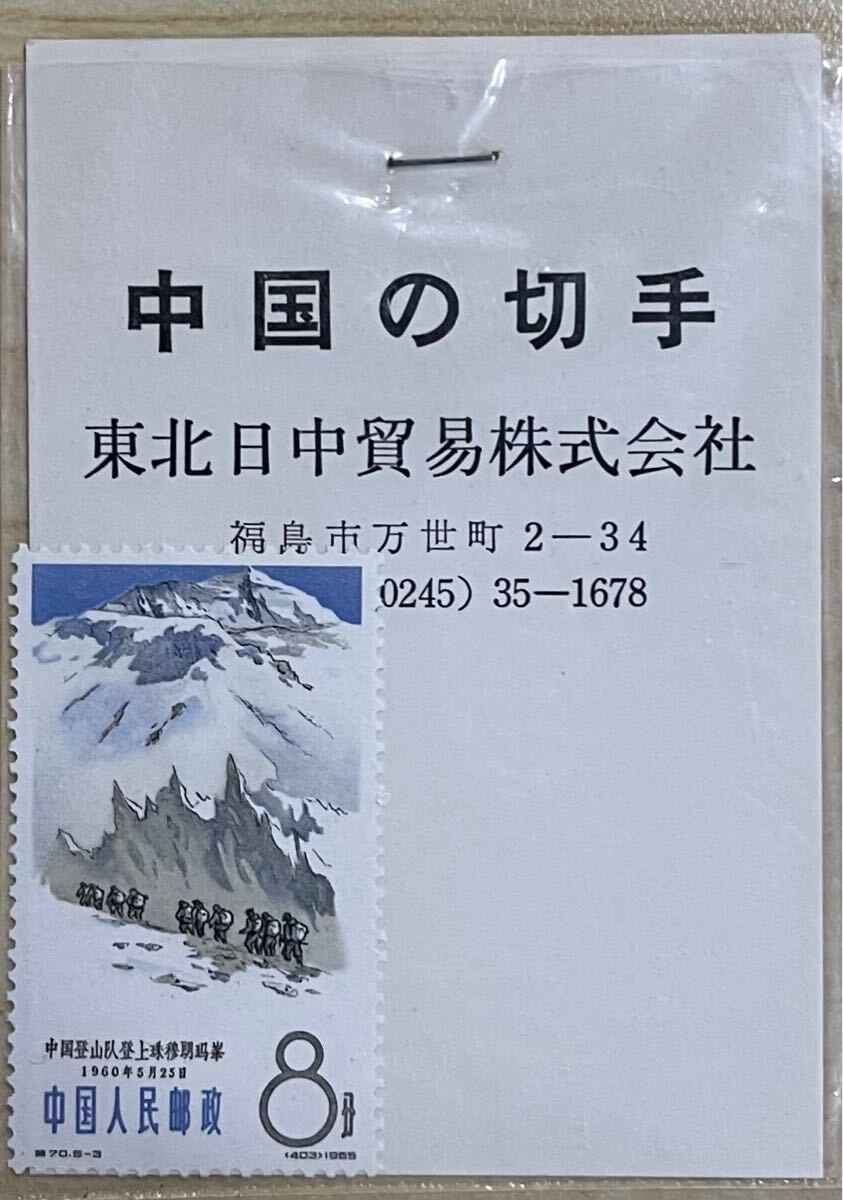 中国の切手
東北日中貿易株式会社
福島市万世町2―34
0245）35―1678
中国登山队登上珠穆朗玛峯
1960年5月25日
中国人民邮政
8分
特70.5-3
(403)1965